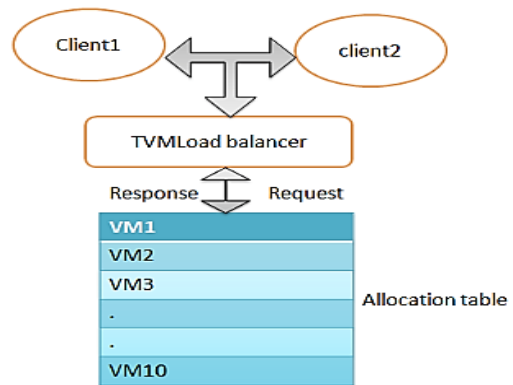 Client1
client2
TVMLoad balancer
Response
Request
VM1
VM2
VM3
.
.
VM10
Allocation table